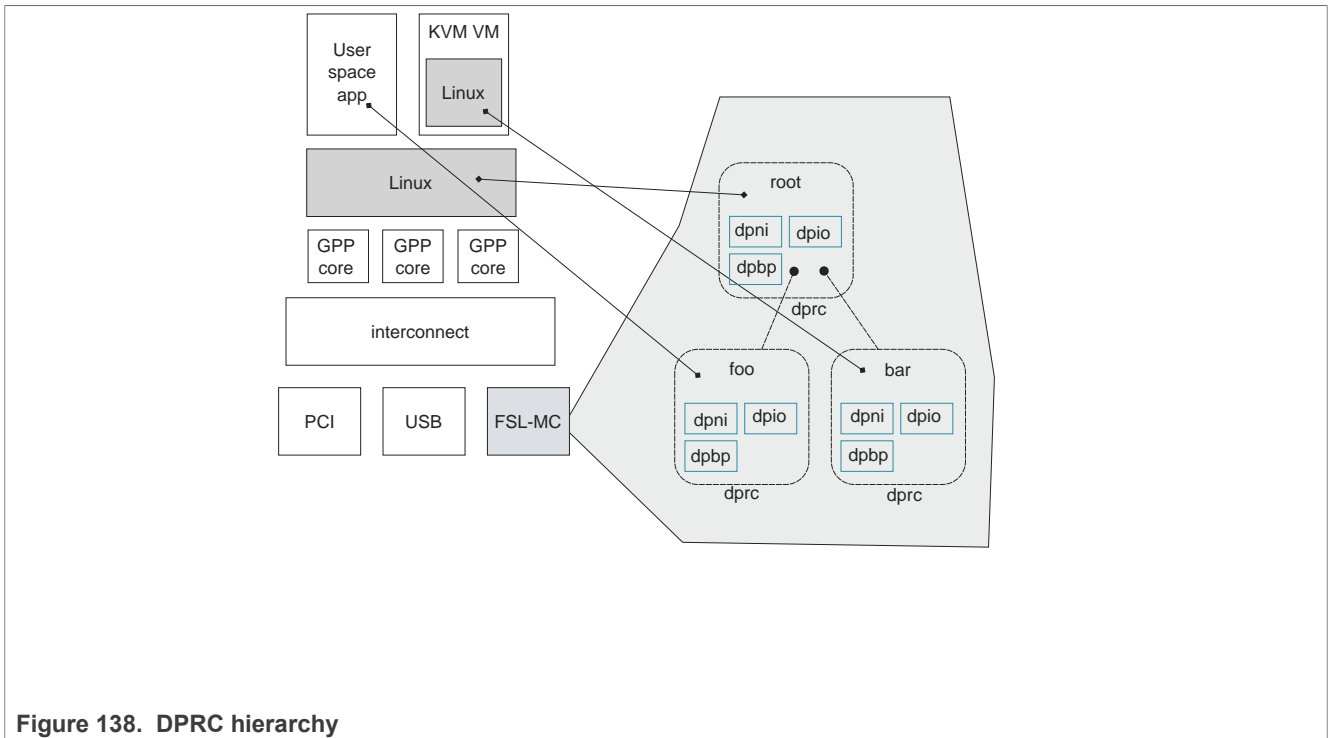 User
space
app
KVM VM
Linux
Linux
GPP
core
GPP
core
GPP
core
interconnect
PCI
USB
FSL-MC
root
dpni
dpio
dpbp
dprc
foo
dpni
dpio
dpbp
dprc
bar
dpni
dpio
dpbp
dprc
Figure 138. DPRC hierarchy